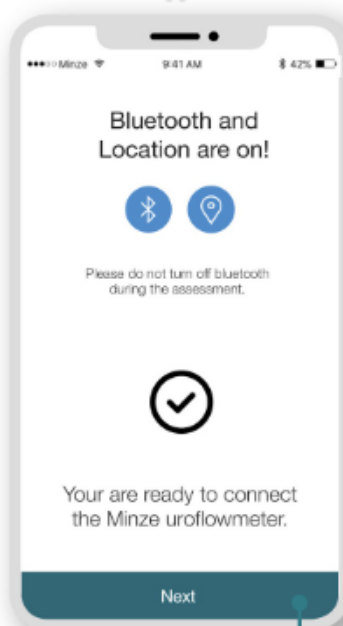 Minze 9:41 AM 42%
Bluetooth and
Location are on!
Please do not turn off bluetooth
during the assessment.
Your are ready to connect
the Minze uroflowmeter.
Next